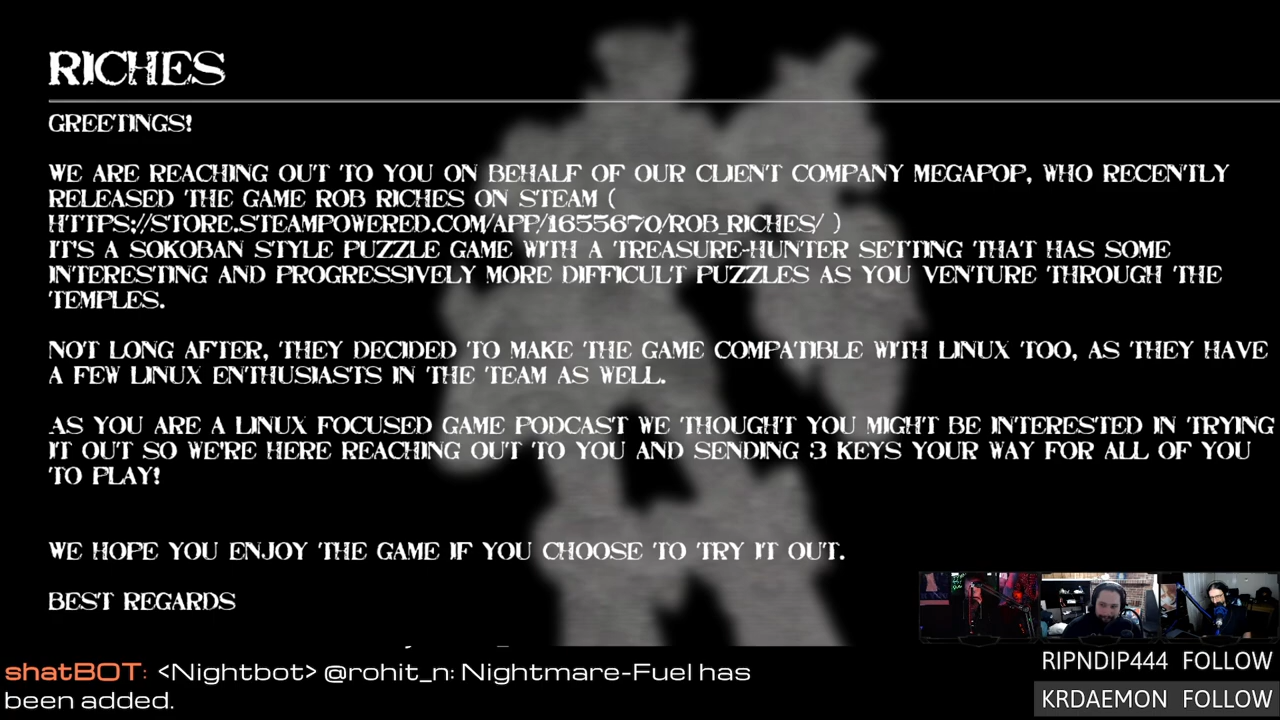 RICHES
GREETINGS!
WE ARE REACHING OUT TO YOU ON BEHALF OF OUR CLIENT COMPANY MEGAPOP, WHO RECENTLY
RELEASED THE GAME ROB RICHES ON STEAM (
HTTPS://STORE.STEAMPOWERED.COM/APP/1655670/ROB_RICHES/ )
IT'S A SOKOBAN STYLE PUZZLE GAME WITH A TREASURE-HUNTER SETTING THAT HAS SOME
INTERESTING AND PROGRESSIVELY MORE DIFFICULT PUZZLES AS YOU VENTURE THROUGH THE
TEMPLES.
NOT LONG AFTER, THEY DECIDED TO MAKE THE GAME COMPATIBLE WITH LINUX TOO, AS THEY HAVE
A FEW LINUX ENTHUSIASTS IN THE TEAM AS WELL.
AS YOU ARE A LINUX FOCUSED GAME PODCAST WE THOUGHT YOU MIGHT BE INTERESTED IN TRYING
IT OUT SO WE'RE HERE REACHING OUT TO YOU AND SENDING 3 KEYS YOUR WAY FOR ALL OF YOU
TO PLAY!
WE HOPE YOU ENJOY THE GAME IF YOU CHOOSE TO TRY IT OUT.
BEST REGARDS
shatBOT: <Nightbot> @rohit_n: Nightmare-Fuel has
been added.
RIPNDIP444 FOLLOW
KRDAEMON FOLLOW